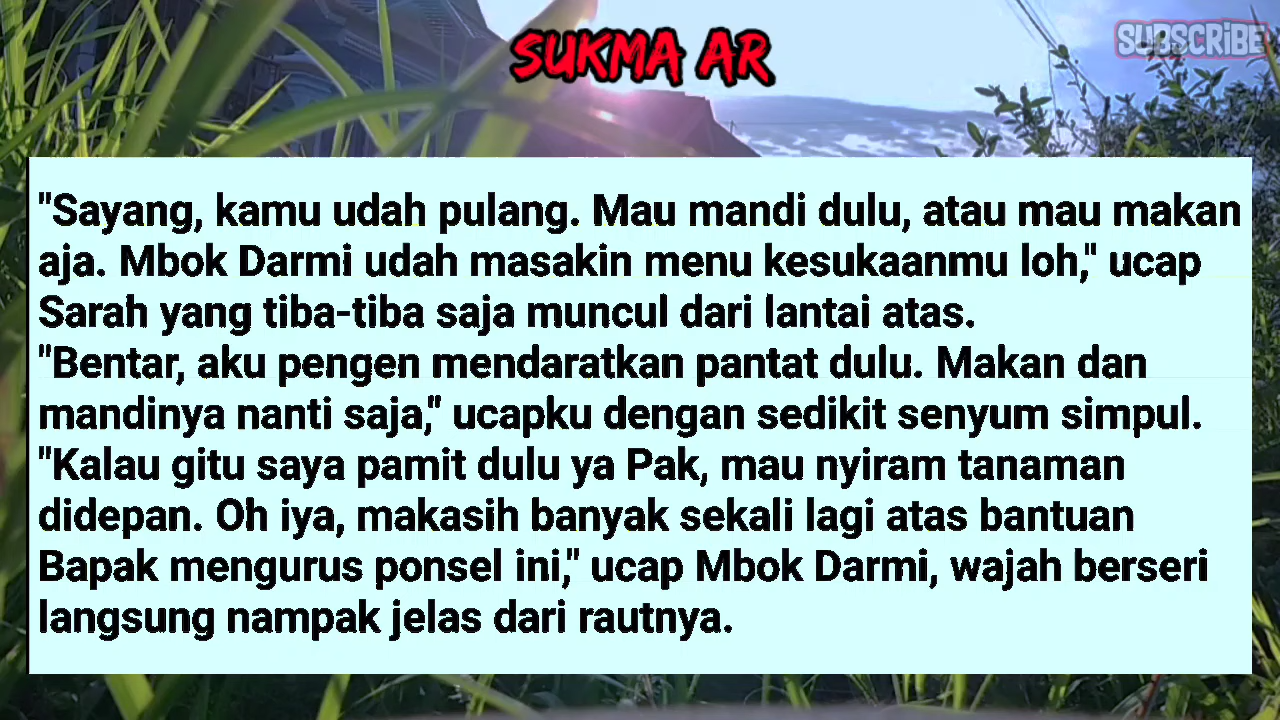 SUKMA AR
SUBSCRIBE
"Sayang, kamu udah pulang. Mau mandi dulu, atau mau makan
aja. Mbok Darmi udah masakin menu kesukaanmu loh," ucap
Sarah yang tiba-tiba saja muncul dari lantai atas.
"Bentar, aku pengen mendaratkan pantat dulu. Makan dan
mandinya nanti saja," ucapku dengan sedikit senyum simpul.
"Kalau gitu saya pamit dulu ya Pak, mau nyiram tanaman
didepan. Oh iya, makasih banyak sekali lagi atas bantuan
Bapak mengurus ponsel ini," ucap Mbok Darmi, wajah berseri
langsung nampak jelas dari rautnya.